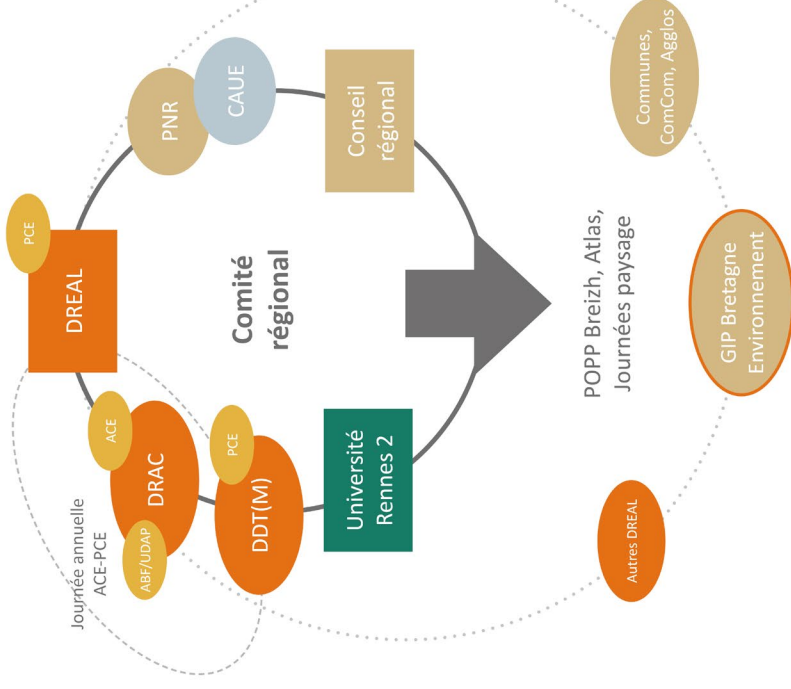 PCE
DREAL
Journée annuelle
ACE-PCE
ACE
DRAC
ABF/UDAP
PNR
CAUE
PCE
DDT(M)
Comité
régional
Université
Rennes 2
Conseil
régional
POPP Breizh, Atlas,
Journées paysage
Autres DREAL
GIP Bretagne
Environnement
Communes,
ComCom, Agglos